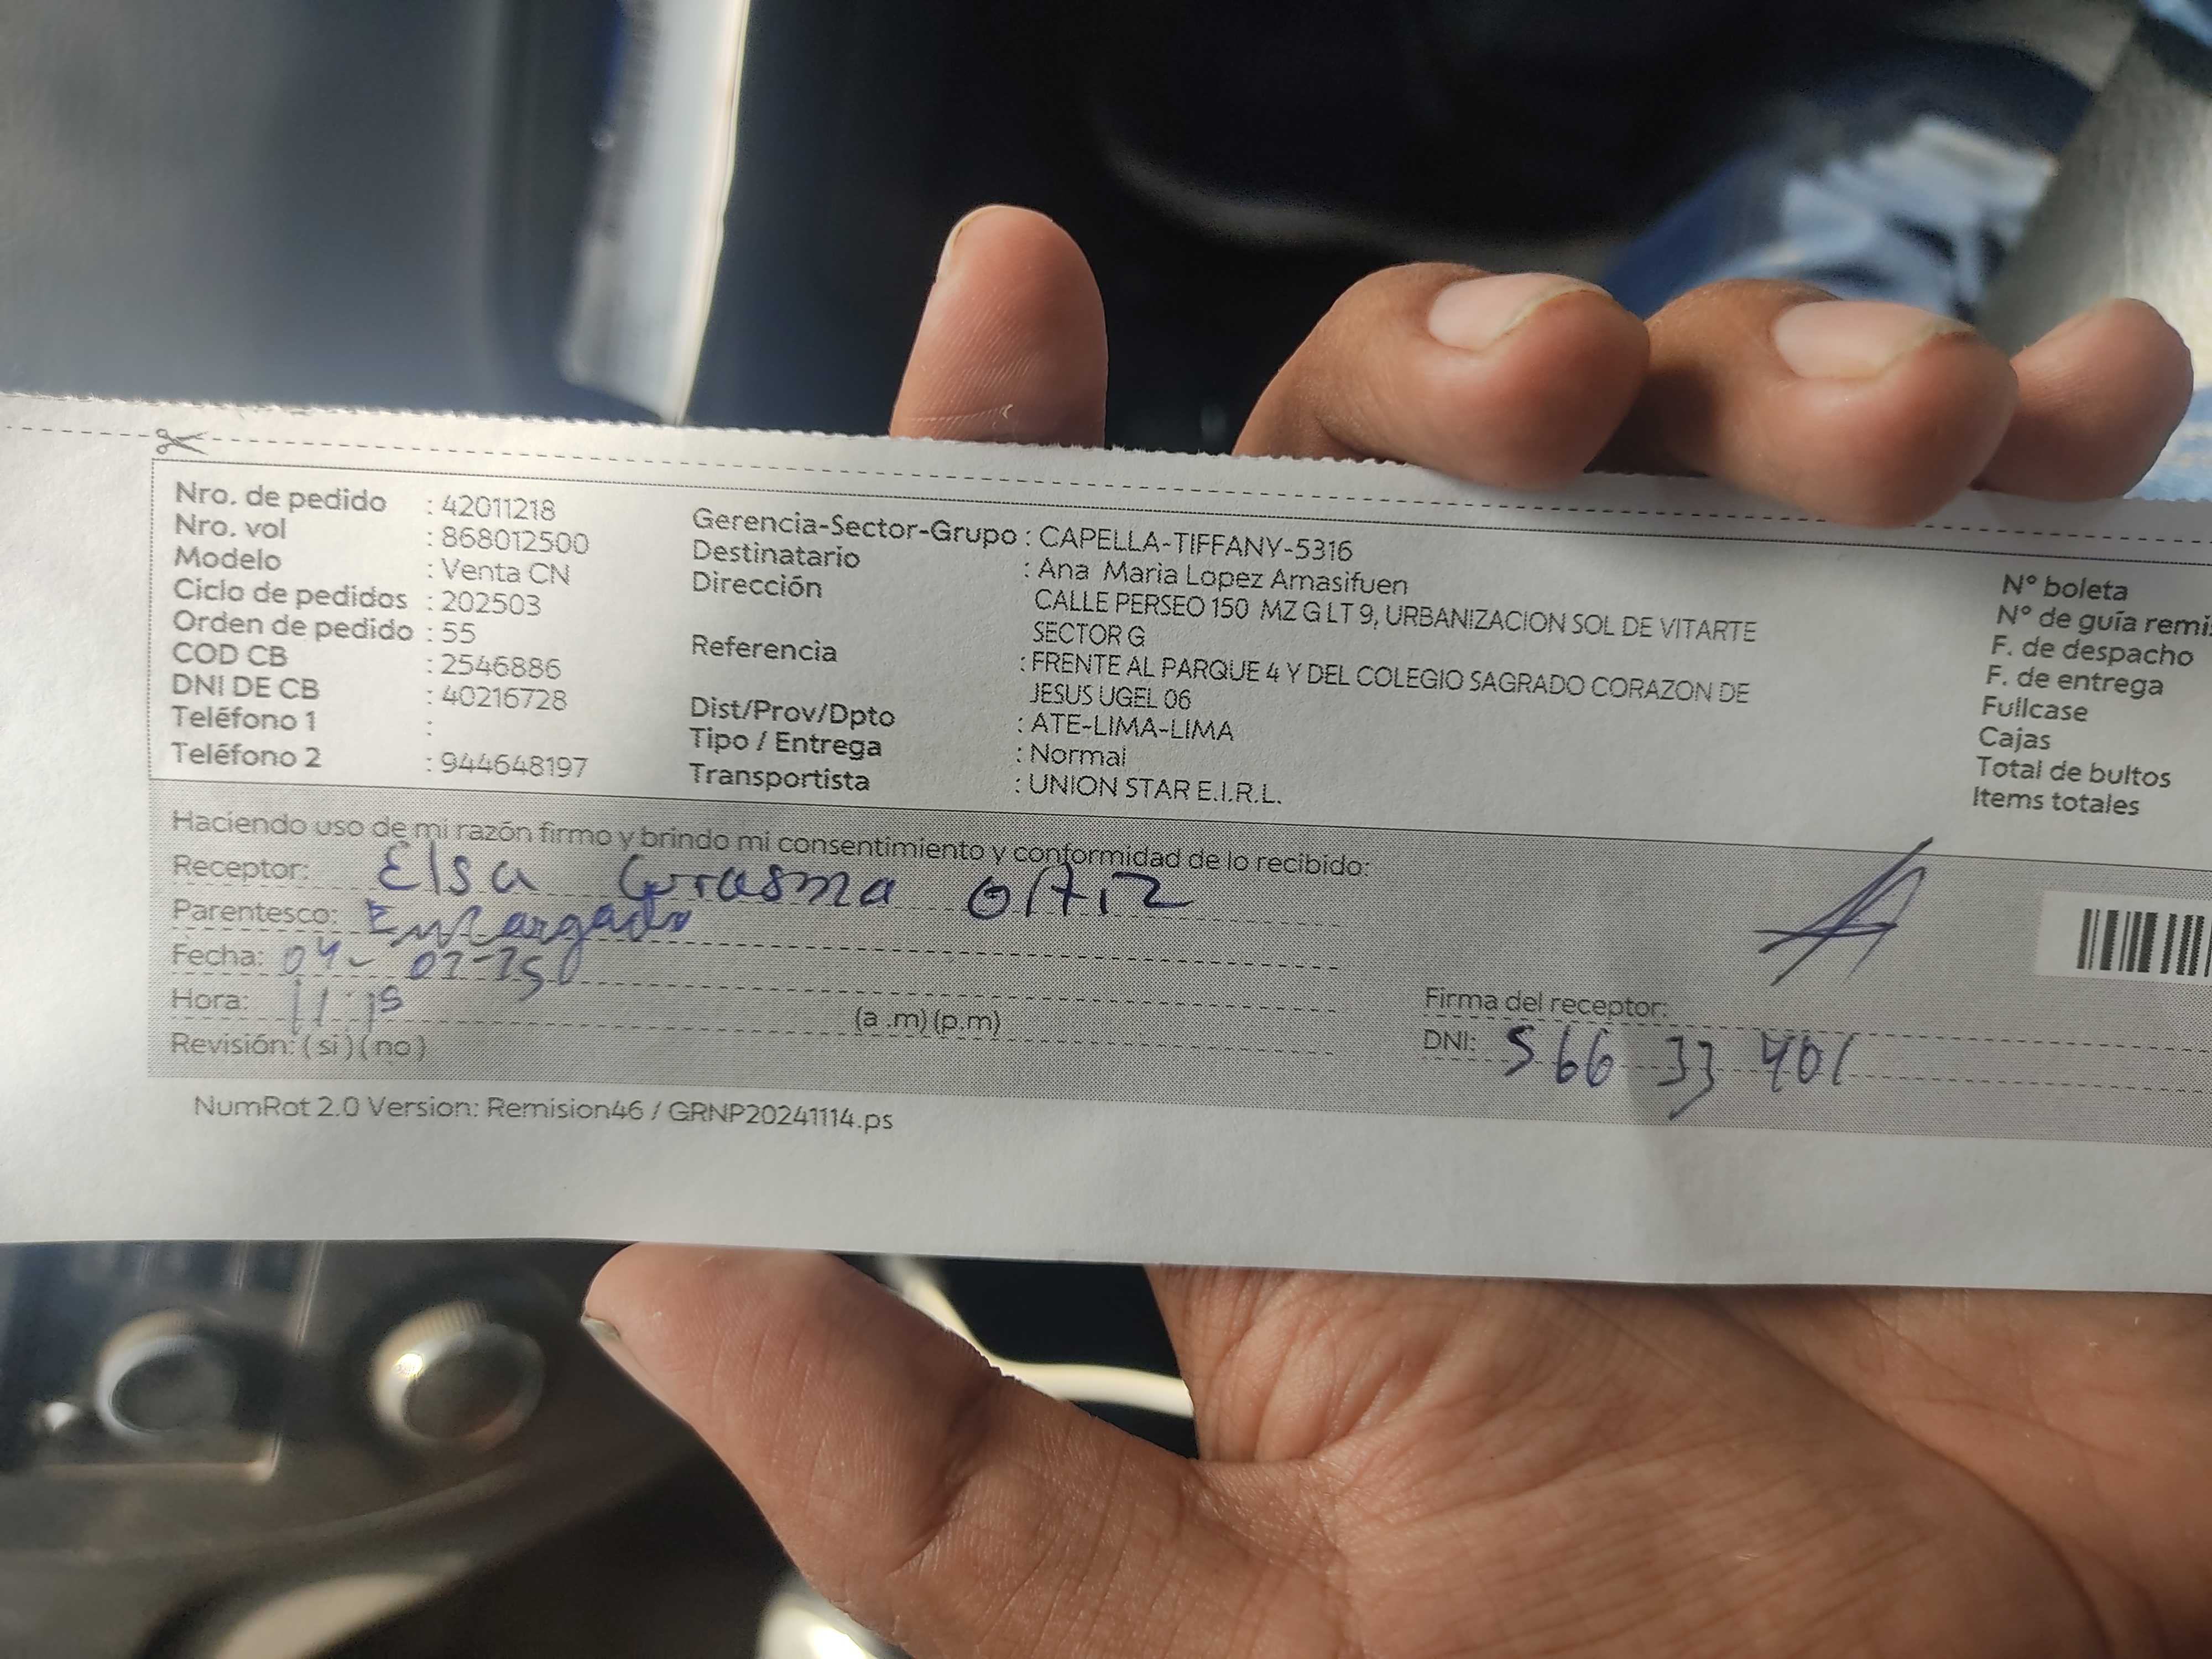 Nro. de pedido : 42011218
Nro. vol : 868012500
Modelo : Venta CN
Ciclo de pedidos : 202503
Orden de pedido : 55
COD CB : 2546886
DNI DE CB : 40216728
Teléfono 1 :
Teléfono 2 : 944648197
Gerencia-Sector-Grupo : CAPELLA-TIFFANY-5316
Destinatario : Ana Maria Lopez Amasifuen
Dirección CALLE PERSEO 150 MZ G LT 9, URBANIZACION SOL DE VITARTE
SECTOR G
Referencia : FRENTE AL PARQUE 4 Y DEL COLEGIO SAGRADO CORAZON DE
JESUS UGEL 06
Dist/Prov/Dpto : ATE-LIMA-LIMA
Tipo / Entrega : Normal
Transportista : UNION STAR E.I.R.L.
N° boleta
N° de guía remi
F. de despacho
F. de entrega
Fullcase
Cajas
Total de bultos
Items totales
Haciendo uso de mi razón firmo y brindo mi consentimiento y conformidad de lo recibido:
Receptor: Elsa Ortiz
Parentesco: Encargado
Fecha: 04-
Hora: 11:15 (a .m) (p.m)
Revisión: ( si ) ( no )
Firma del receptor:
DNI: 566 33 401
NumRot 2.0 Version: Remision46 / GRNP20241114.ps